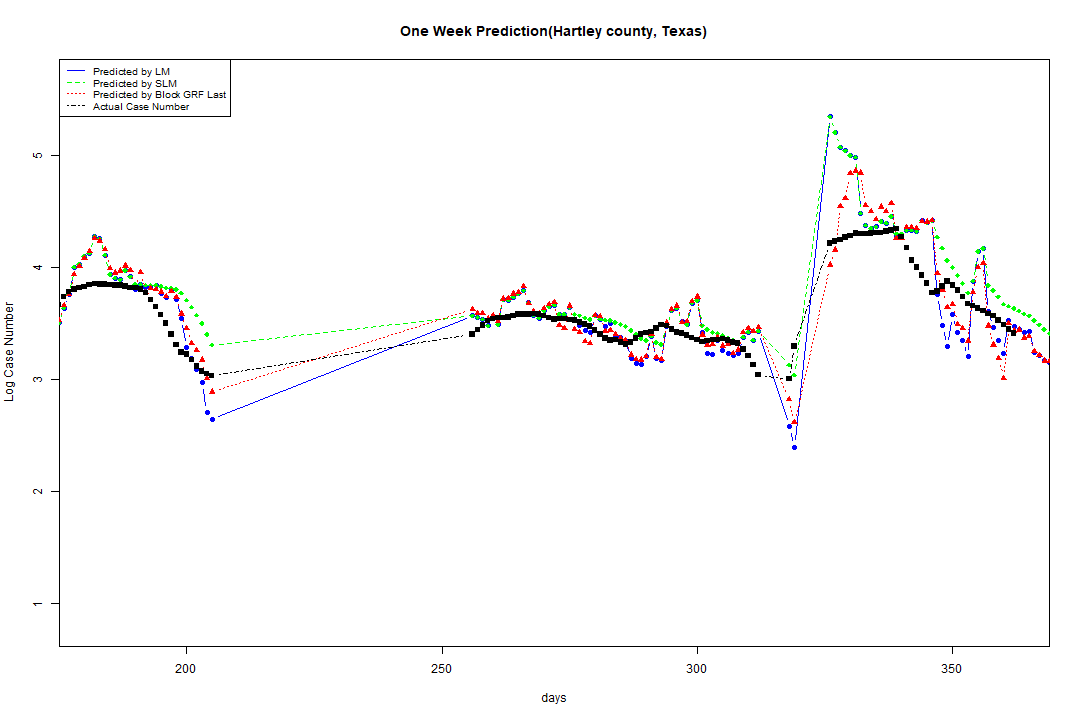 One Week Prediction(Hartley county, Texas)
Predicted by LM
Predicted by SLM
Predicted by Block GRF Last
Actual Case Number
Log Case Number
5
4
3
2
1
200
250
300
350
days